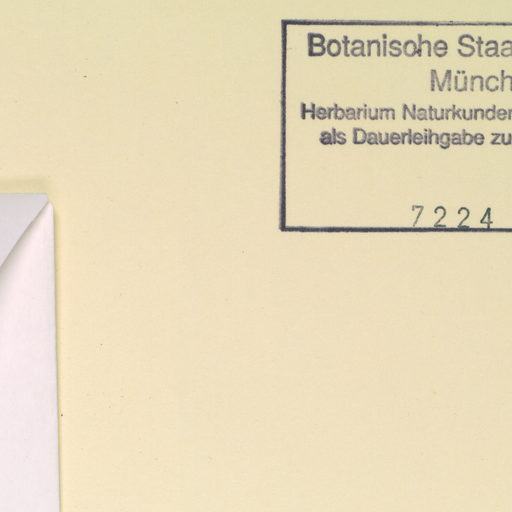 Botanische Staa
Münch
Herbarium Naturkunder
als Dauerleihgabe zu
7224